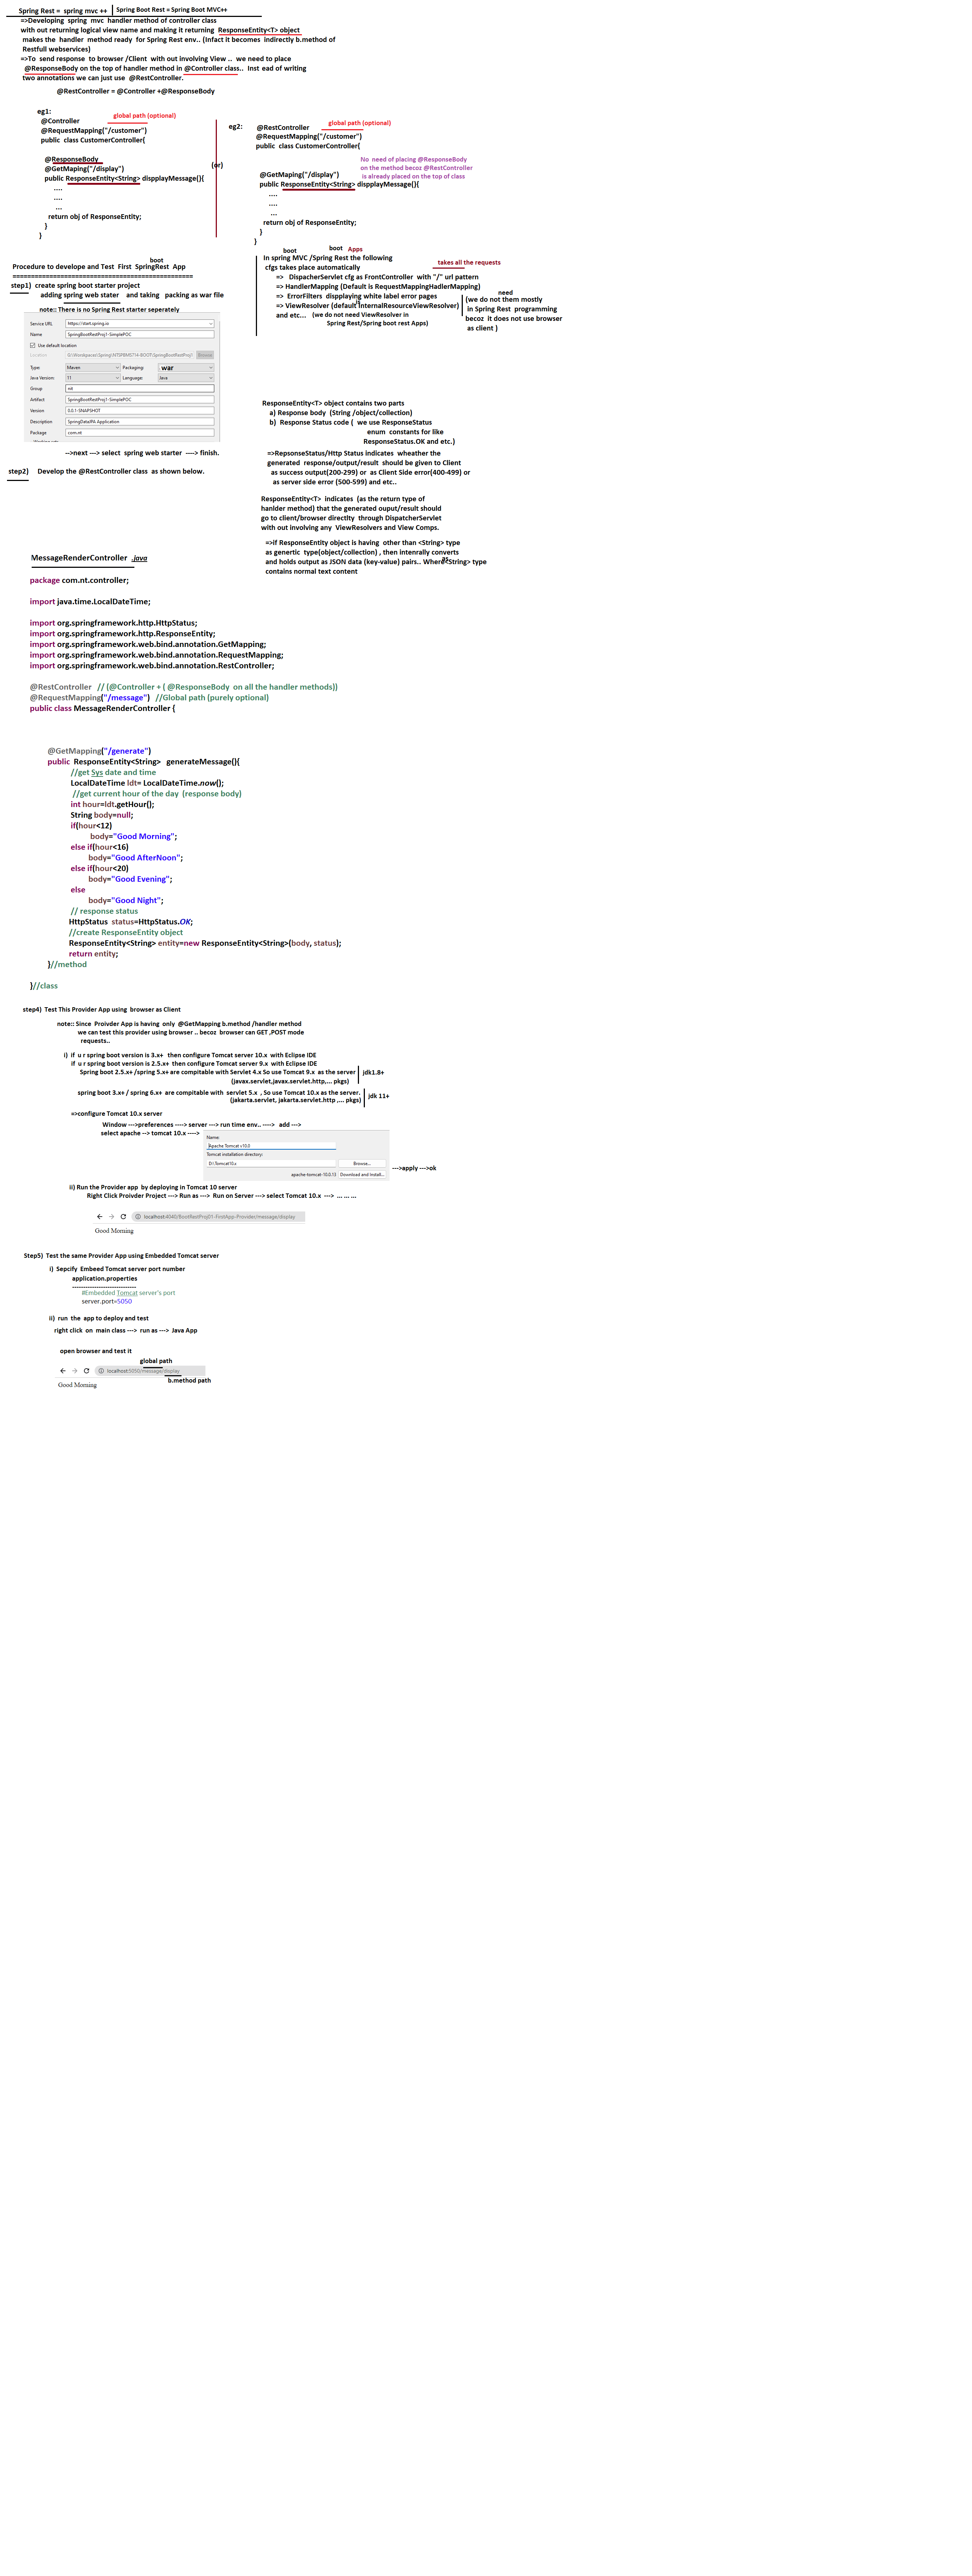 Spring Rest = spring mvc ++ Spring Boot Rest = Spring Boot MVC++
=>Developing spring mvc handler method of controller class
with out returning logical view name and making it returning ResponseEntity<T> object
makes the handler method ready for Spring Rest env.. (Infact it becomes indirectly b.method of
Restfull webservices)
=>To send response to browser /Client with out involving View .. we need to place
@ResponseBody on the top of handler method in @Controller class.. Inst ead of writing
two annotations we can just use @RestController.
@RestController = @Controller +@ResponseBody
eg1:
@Controller
global path (optional)
@RequestMapping("/customer")
public class CustomerController{
@ResponseBody
@GetMaping("/display")
public ResponseEntity<String> dispplayMessage(){
....
....
...
return obj of ResponseEntity;
}
}
(or)
eg2:
@RestController
global path (optional)
@RequestMapping("/customer")
public class CustomerController{
No need of placing @ResponseBody
on the method becoz @RestController
is already placed on the top of class
@GetMaping("/display")
public ResponseEntity<String> dispplayMessage(){
....
....
...
return obj of ResponseEntity;
}
}
boot
boot Apps
In spring MVC /Spring Rest the following
cfgs takes place automatically
takes all the requests
=> DispacherServlet cfg as FrontController with "/" url pattern
=> HandlerMapping (Default is RequestMappingHadlerMapping)
=> ErrorFilters dispplaying white label error pages
is
=> ViewResolver (default InternalResourceViewResolver)
and etc... (we do not need ViewResolver in
Spring Rest/Spring boot rest Apps)
need
(we do not them mostly
in Spring Rest programming
becoz it does not use browser
as client )
boot
Procedure to develope and Test First SpringRest App
=================================================
step1) create spring boot starter project
adding spring web stater and taking packing as war file
note:: There is no Spring Rest starter seperately
Service URL https://start.spring.io
Name SpringBootRestProj1-SimplePOC
Use default location
Location Browse
Type: Maven Packaging: war
Java Version: 11 Language: Java
Group nit
Artifact SpringBootRestProj1-SimplePOC
Version 0.0.1-SNAPSHOT
Description SpringDataJPA Application
Package com.nt
-->next ---> select spring web starter ----> finish.
step2) Develop the @RestController class as shown below.
ResponseEntity<T> object contains two parts
a) Response body (String /object/collection)
b) Response Status code ( we use ResponseStatus
enum constants for like
ResponseStatus.OK and etc.)
=>RepsonseStatus/Http Status indicates wheather the
generated response/output/result should be given to Client
as success output(200-299) or as Client Side error(400-499) or
as server side error (500-599) and etc..
ResponseEntity<T> indicates (as the return type of
hanlder method) that the generated ouput/result should
go to client/browser directlty through DispatcherServlet
with out involving any ViewResolvers and View Comps.
=>if ResponseEntity object is having other than <String> type
as genertic type(object/collection) , then intenrally converts
and holds output as JSON data (key-value) pairs.. Where <String> type
as
contains normal text content
MessageRenderController .java
package com.nt.controller;
import java.time.LocalDateTime;
import org.springframework.http.HttpStatus;
import org.springframework.http.ResponseEntity;
import org.springframework.web.bind.annotation.GetMapping;
import org.springframework.web.bind.annotation.RequestMapping;
import org.springframework.web.bind.annotation.RestController;
@RestController // (@Controller + ( @ResponseBody on all the handler methods))
@RequestMapping("/message") //Global path (purely optional)
public class MessageRenderController {
@GetMapping("/generate")
public ResponseEntity<String> generateMessage(){
//get Sys date and time
LocalDateTime ldt= LocalDateTime.now();
//get current hour of the day (response body)
int hour=ldt.getHour();
String body=null;
if(hour<12)
body="Good Morning";
else if(hour<16)
body="Good AfterNoon";
else if(hour<20)
body="Good Evening";
else
body="Good Night";
// response status
HttpStatus status=HttpStatus.OK;
//create ResponseEntity object
ResponseEntity<String> entity=new ResponseEntity<String>(body, status);
return entity;
}//method
}//class
step4) Test This Provider App using browser as Client
note:: Since Proivder App is having only @GetMapping b.method /handler method
we can test this provider using browser .. becoz browser can GET ,POST mode
requests..
i) if u r spring boot version is 3.x+ then configure Tomcat server 10.x with Eclipse IDE
if u r spring boot version is 2.5.x+ then configure Tomcat server 9.x with Eclipse IDE
Spring boot 2.5.x+ /spring 5.x+ are compitable with Servlet 4.x So use Tomcat 9.x as the server
(javax.servlet,javax.servlet.http,... pkgs)
jdk1.8+
spring boot 3.x+ / spring 6.x+ are compitable with servlet 5.x , So use Tomcat 10.x as the server.
(jakarta.servlet, jakarta.servlet.http ,... pkgs)
jdk 11+
=>configure Tomcat 10.x server
Window --->preferences ----> server ---> run time env.. ----> add --->
select apache --> tomcat 10.x ---->
Name:
Apache Tomcat v10.0
Tomcat installation directory:
D:\Tomcat10.x Browse...
apache-tomcat-10.0.13 Download and Install...
--->apply --->ok
ii) Run the Provider app by deploying in Tomcat 10 server
Right Click Proivder Project ---> Run as ---> Run on Server ---> select Tomcat 10.x ---> ... ... ...
localhost:4040/BootRestProj01-FirstApp-Provider/message/display
Good Morning
Step5) Test the same Provider App using Embedded Tomcat server
i) Sepcify Embeed Tomcat server port number
application.properties
----------------------------
#Embedded Tomcat server's port
server.port=5050
ii) run the app to deploy and test
right click on main class ---> run as ---> Java App
open browser and test it
global path
localhost:5050/message/display
b.method path
Good Morning